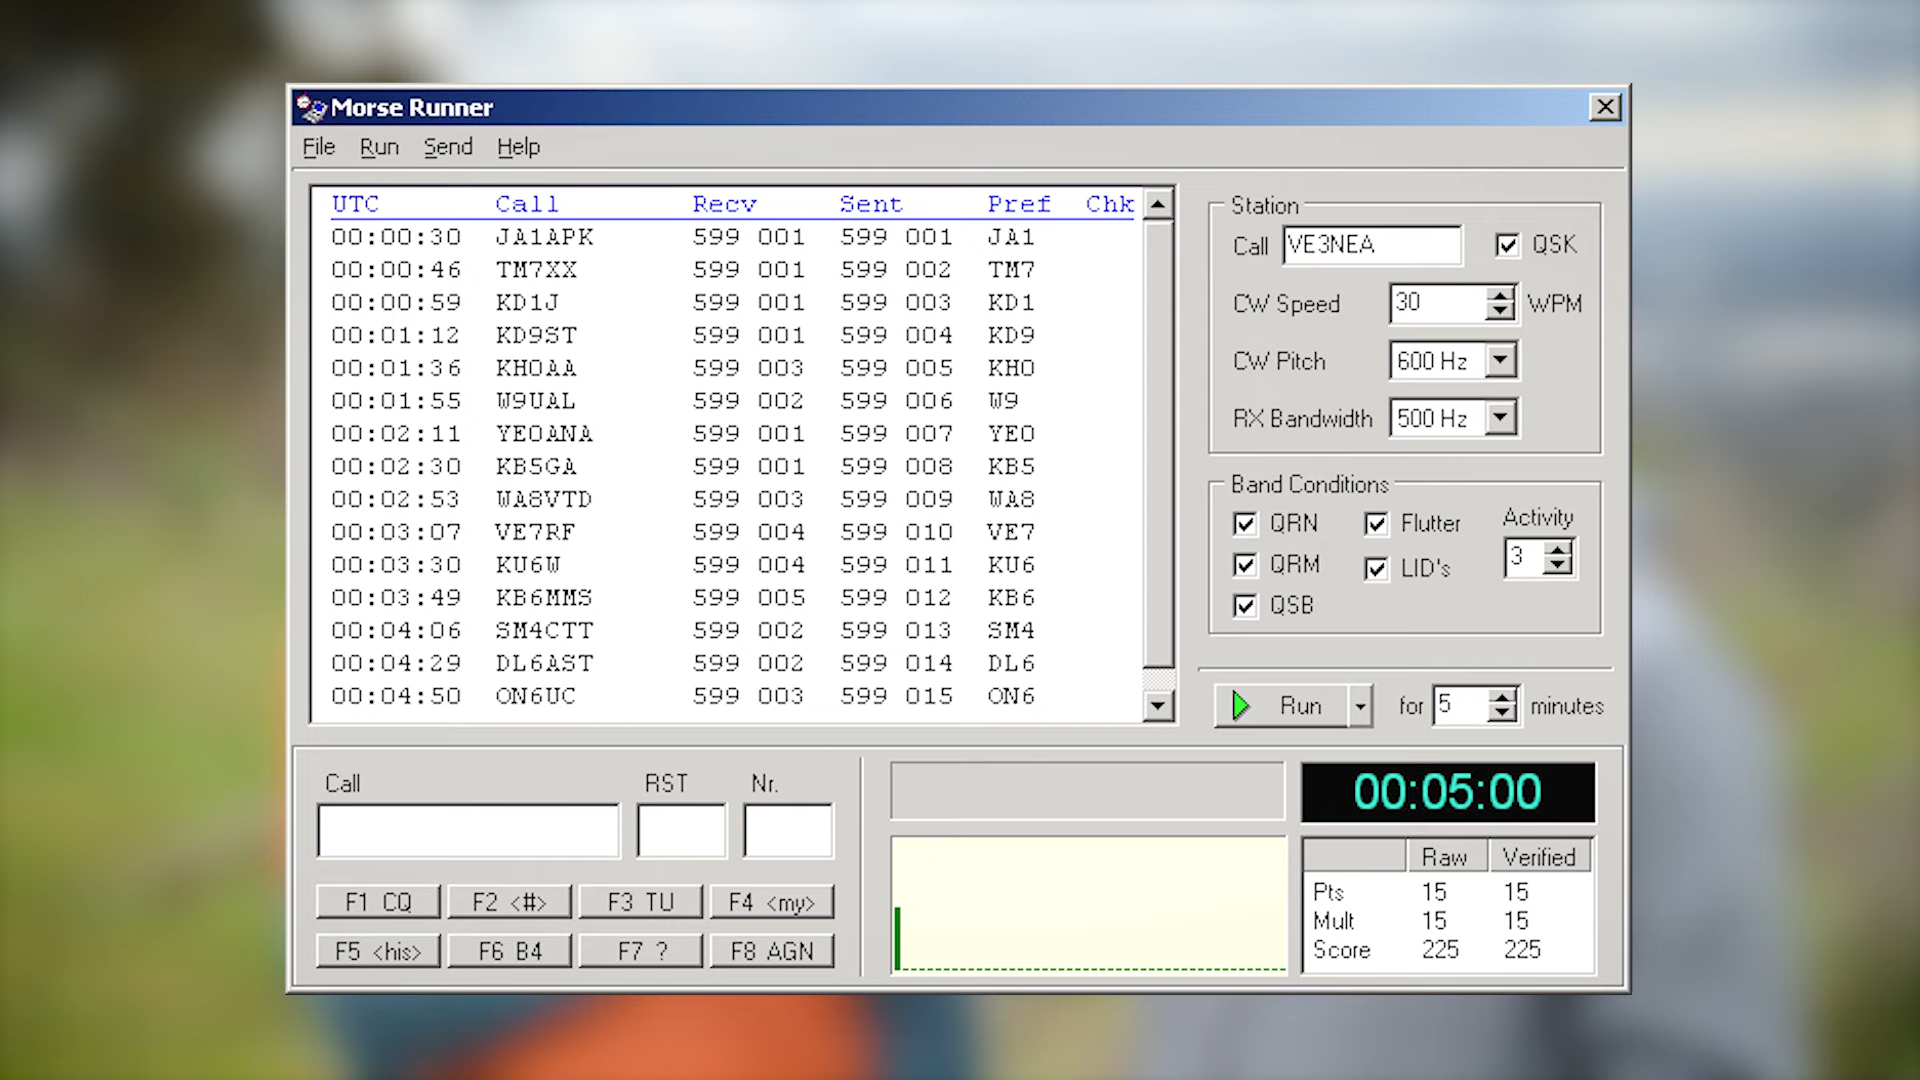 Morse Runner
File Run Send Help
UTC Call Recv Sent Pref Chk
00:00:30 JA1APK 599 001 599 001 JA1
00:00:46 TM7XX 599 001 599 002 TM7
00:00:59 KD1J 599 001 599 003 KD1
00:01:12 KD9ST 599 001 599 004 KD9
00:01:36 KH0AA 599 003 599 005 KH0
00:01:55 W9UAL 599 002 599 006 W9
00:02:11 YE0ANA 599 001 599 007 YE0
00:02:30 KB5GA 599 001 599 008 KB5
00:02:53 WA8VTD 599 003 599 009 WA8
00:03:07 VE7RF 599 004 599 010 VE7
00:03:30 KU6W 599 004 599 011 KU6
00:03:49 KB6MMS 599 005 599 012 KB6
00:04:06 SM4CTT 599 002 599 013 SM4
00:04:29 DL6AST 599 002 599 014 DL6
00:04:50 ON6UC 599 003 599 015 ON6
Station
Call VE3NEA QSK
CW Speed 30 WPM
CW Pitch 600 Hz
RX Bandwidth 500 Hz
Band Conditions
QRN Flutter Activity
QRM LID's 3
QSB
Run for 5 minutes
Call RST Nr.
F1 CQ F2 <#> F3 TU F4 <my>
F5 <his> F6 B4 F7 ? F8 AGN
00:05:00
Raw Verified
Pts 15 15
Mult 15 15
Score 225 225